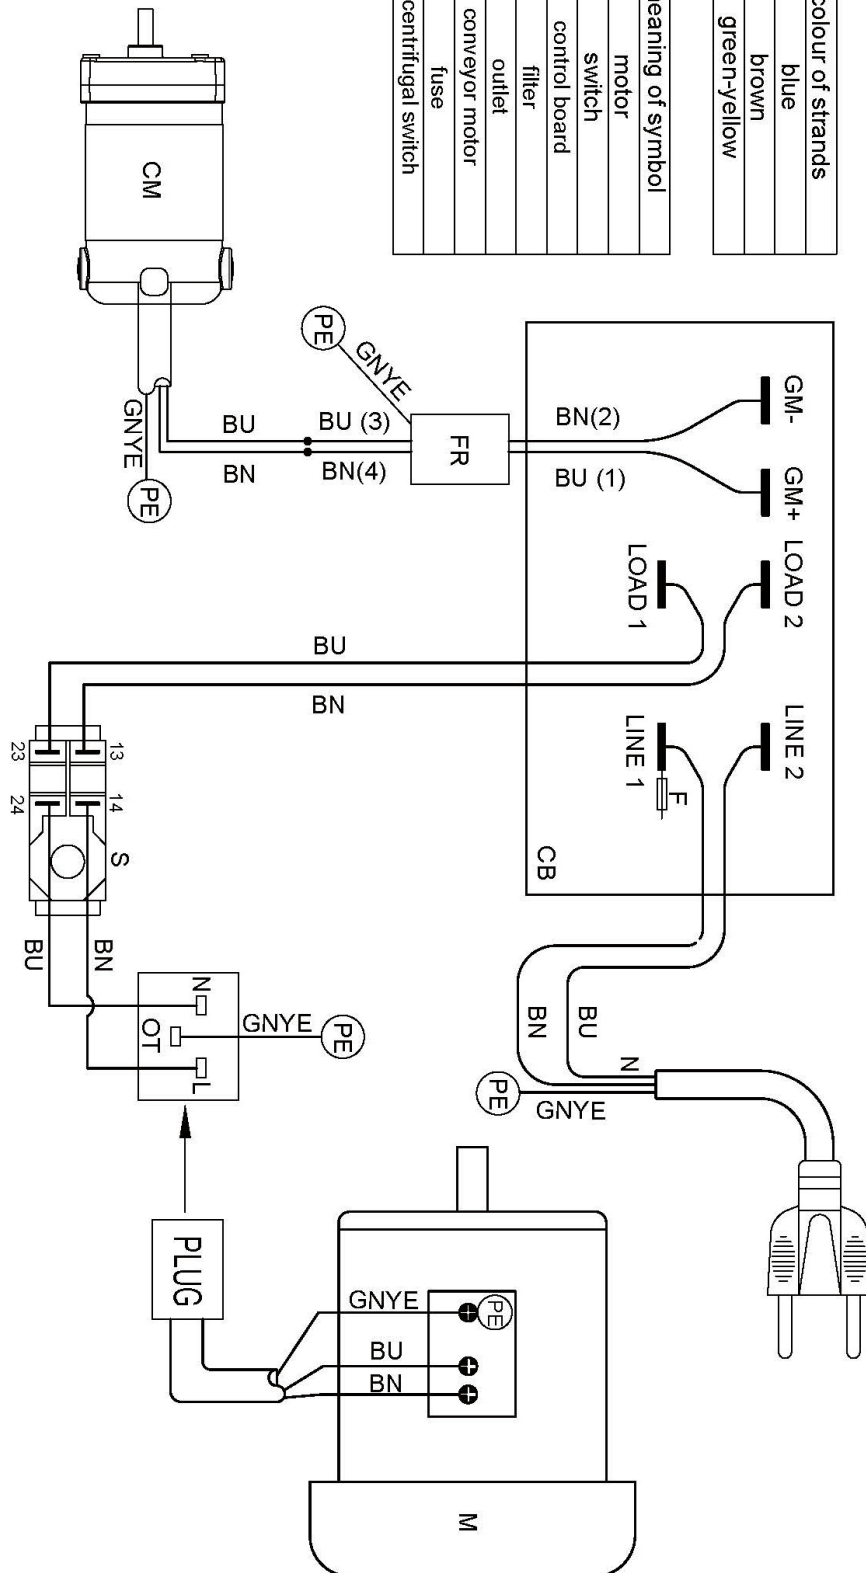 colour of strands
blue
brown
green-yellow
meaning of symbol
motor
switch
control board
filter
outlet
conveyor motor
fuse
centrifugal switch
CM
GNYE
PE
BU
BN
PE
GNYE
BU (3)
BN(4)
FR
BN(2)
BU (1)
GM-
GM+
LOAD 2
LOAD 1
LINE 2
LINE 1
F
CB
BU
BN
13
23
14
24
S
BU
BN
N
OT
L
GNYE
PE
BN
BU
N
PE
GNYE
PLUG
GNYE
PE
BU
BN
M